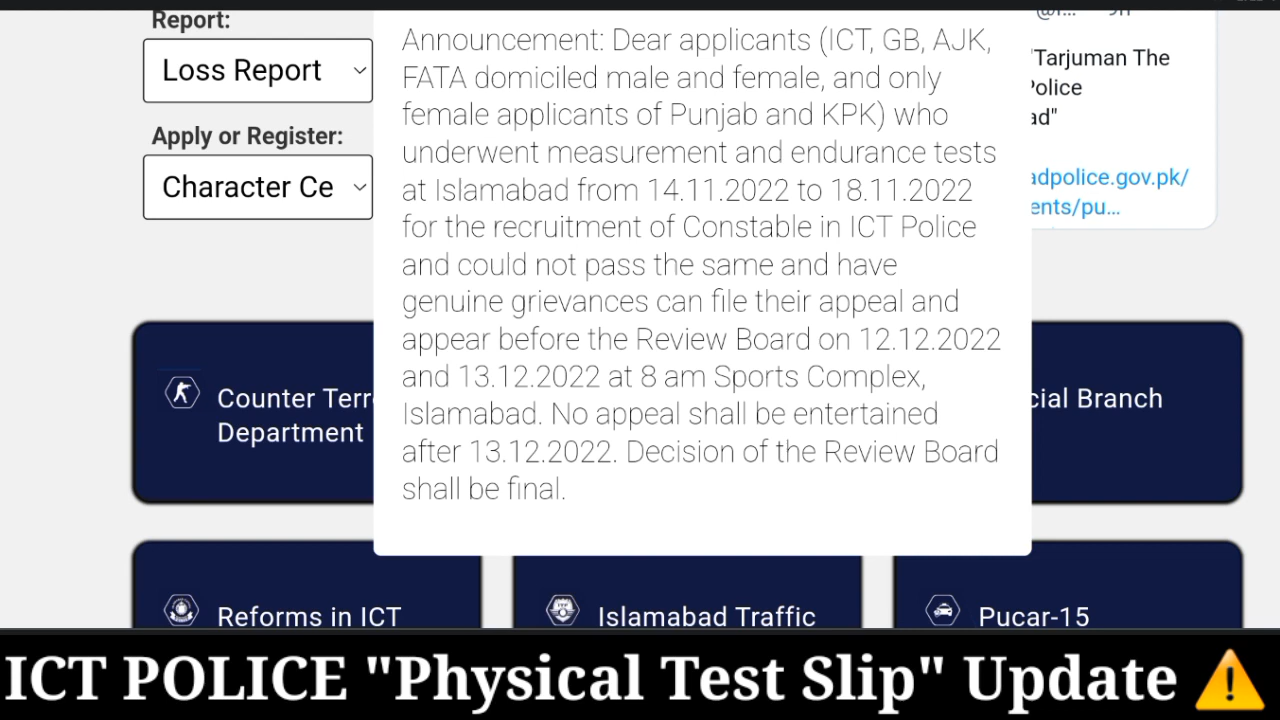 Report:
Loss Report
Apply or Register:
Character Ce
Announcement: Dear applicants (ICT, GB, AJK,
FATA domiciled male and female, and only
female applicants of Punjab and KPK) who
underwent measurement and endurance tests
at Islamabad from 14.11.2022 to 18.11.2022
for the recruitment of Constable in ICT Police
and could not pass the same and have
genuine grievances can file their appeal and
appear before the Review Board on 12.12.2022
and 13.12.2022 at 8 am Sports Complex,
Islamabad. No appeal shall be entertained
after 13.12.2022. Decision of the Review Board
shall be final.
"Tarjuman The
Police
ad"
adpolice.gov.pk/
ents/pu...
Counter Terr
Department
cial Branch
Reforms in ICT
Islamabad Traffic
Pucar-15
ICT POLICE "Physical Test Slip" Update